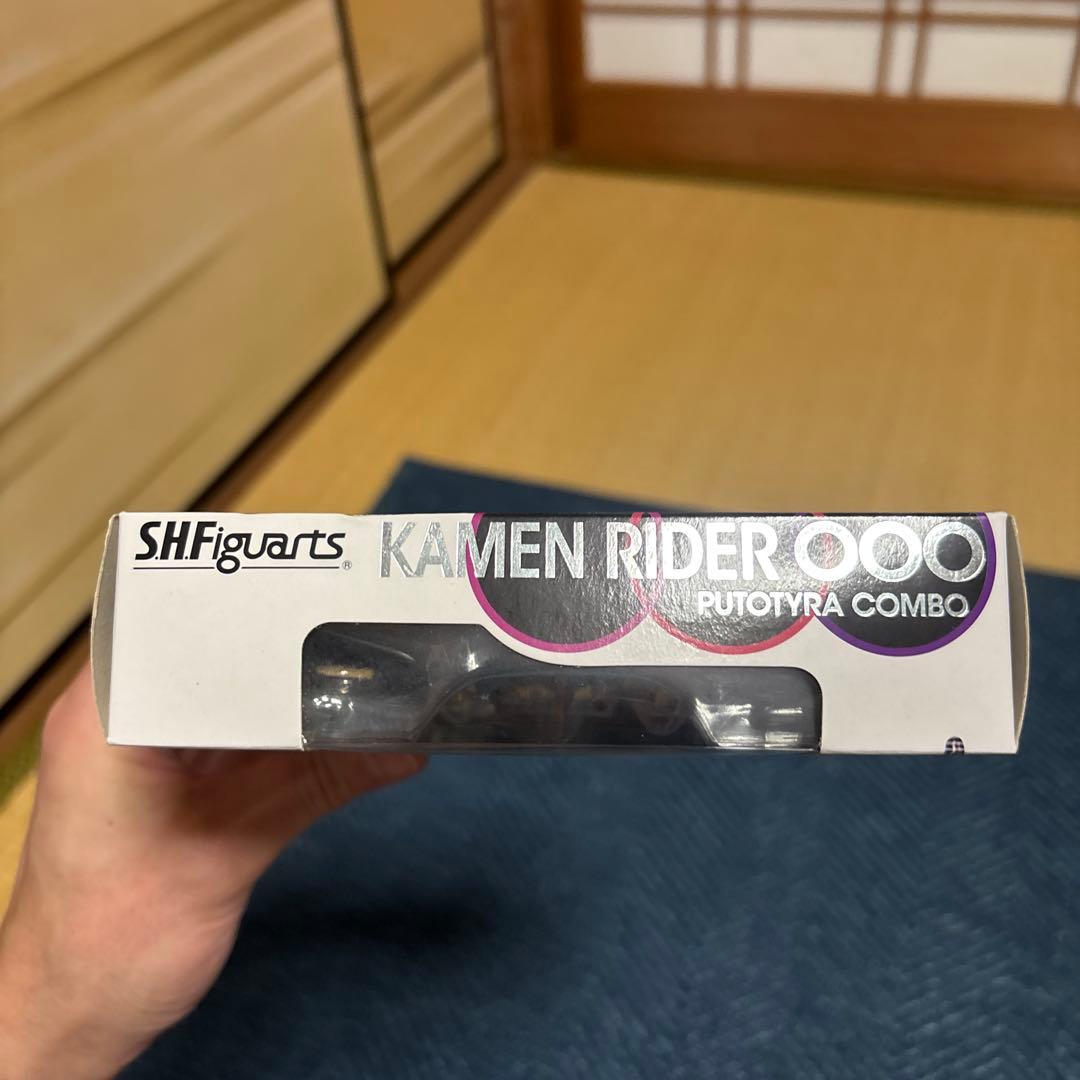 S.H.Figuarts®
KAMEN RIDER OOO
PUTOTYRA COMBO